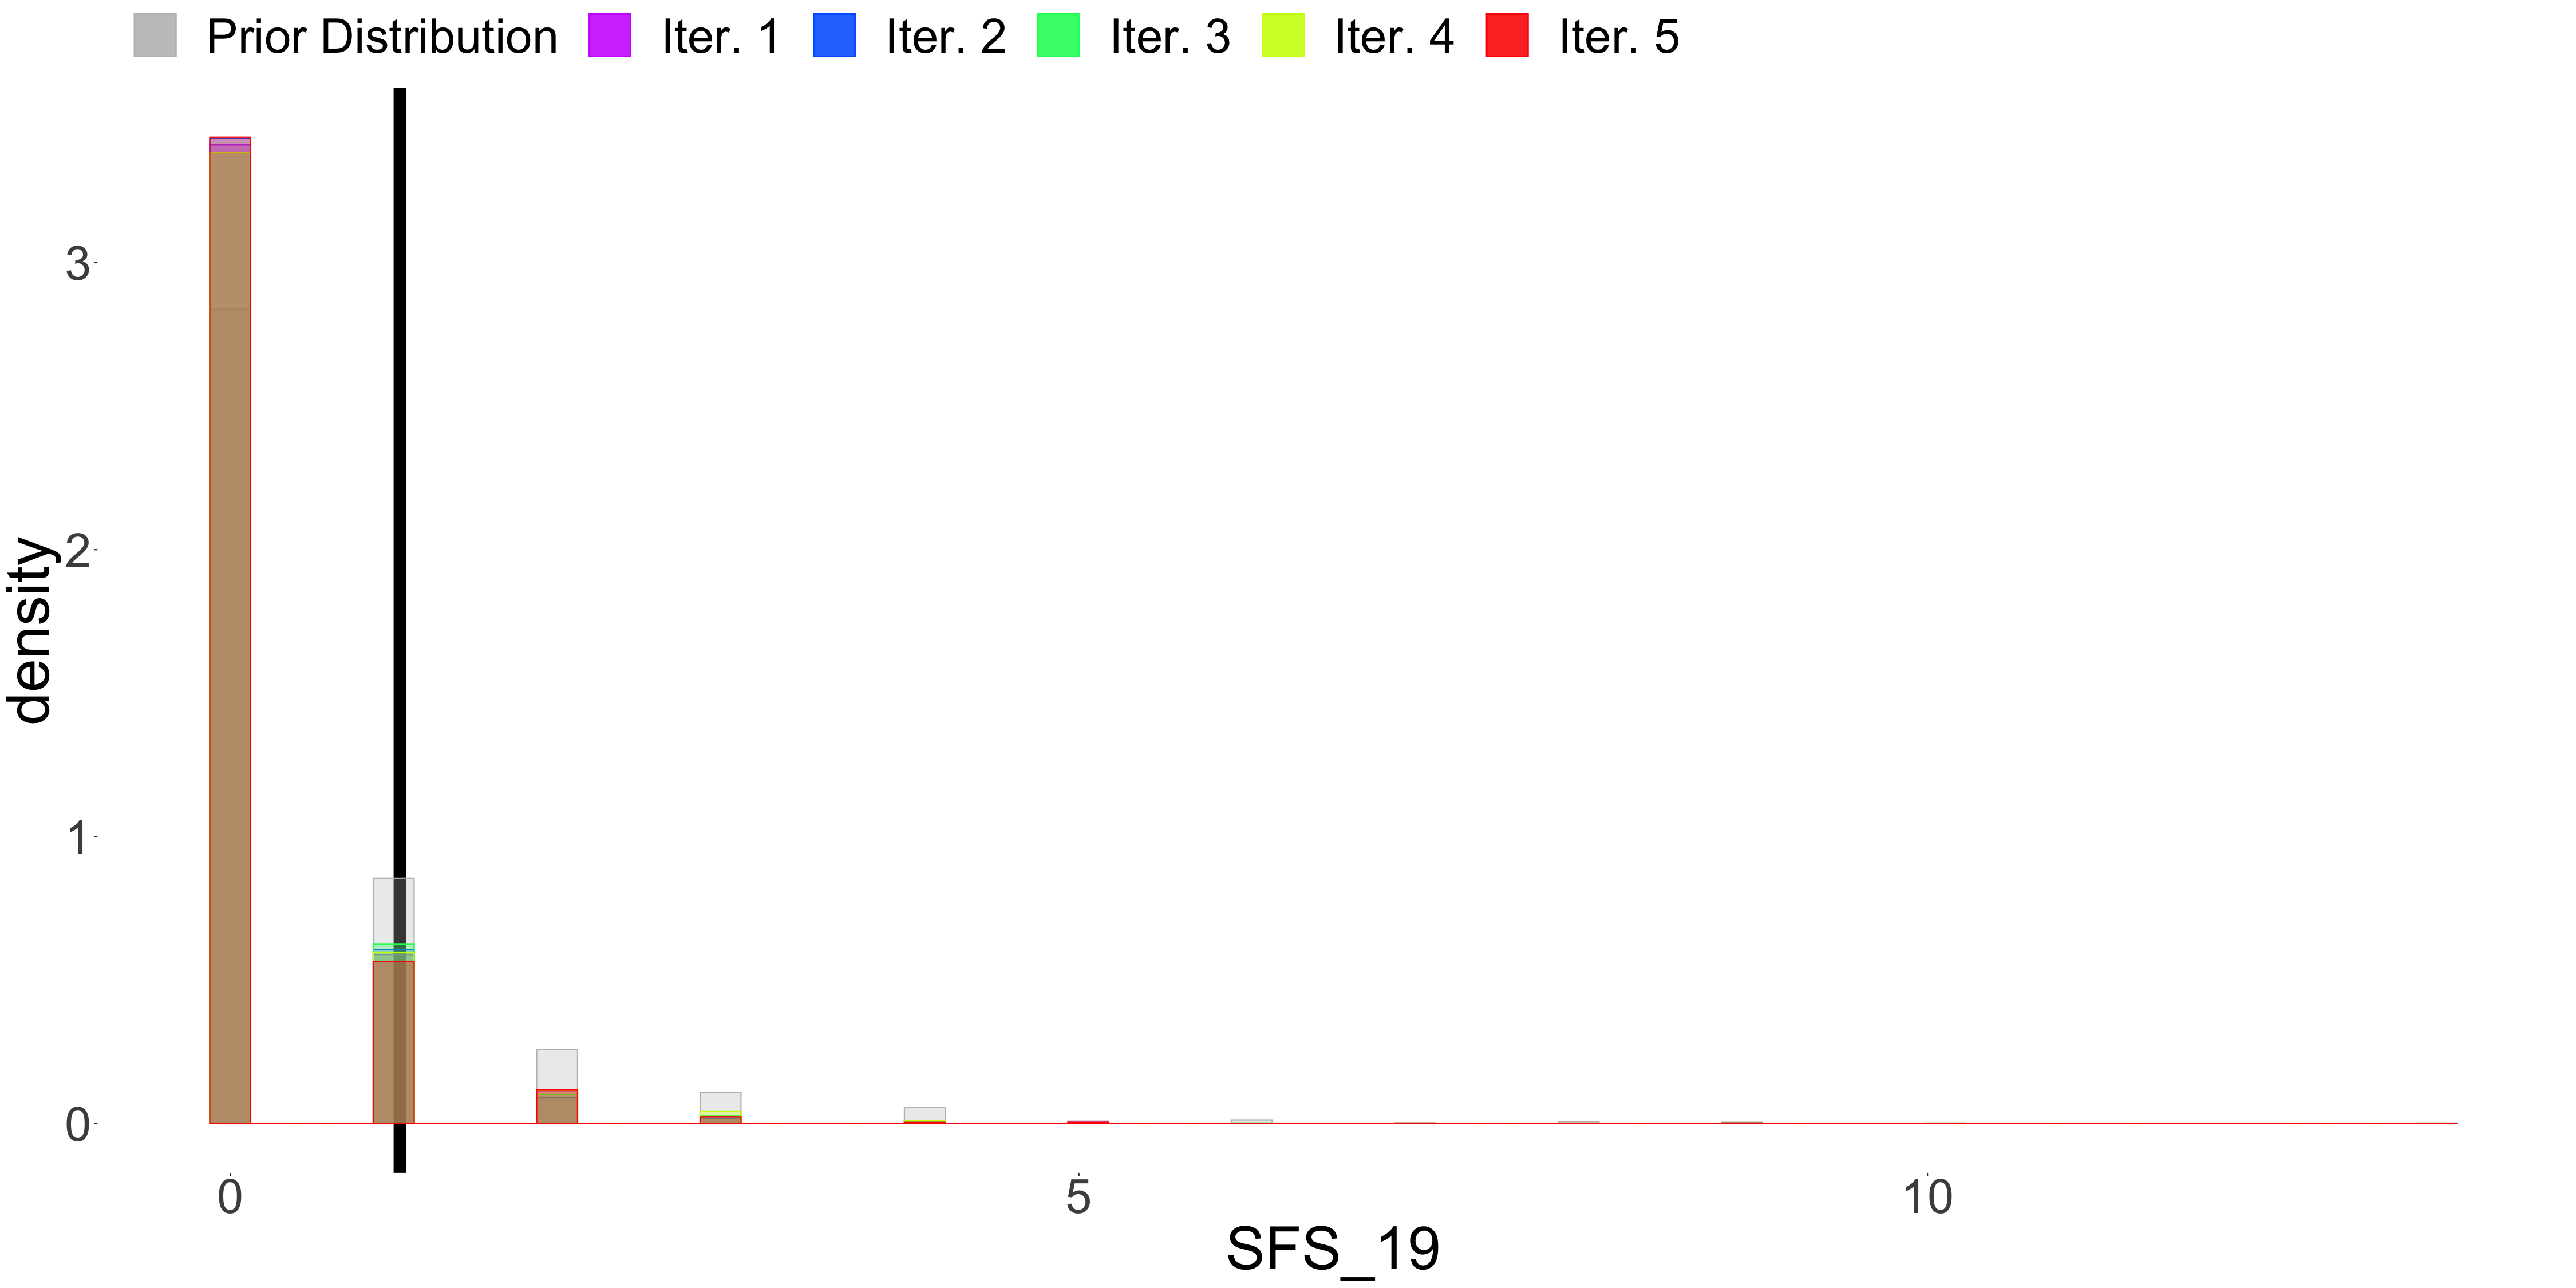 Prior Distribution Iter. 1 Iter. 2 Iter. 3 Iter. 4 Iter. 5
density
3
2
1
0
0 5 10
SFS_19